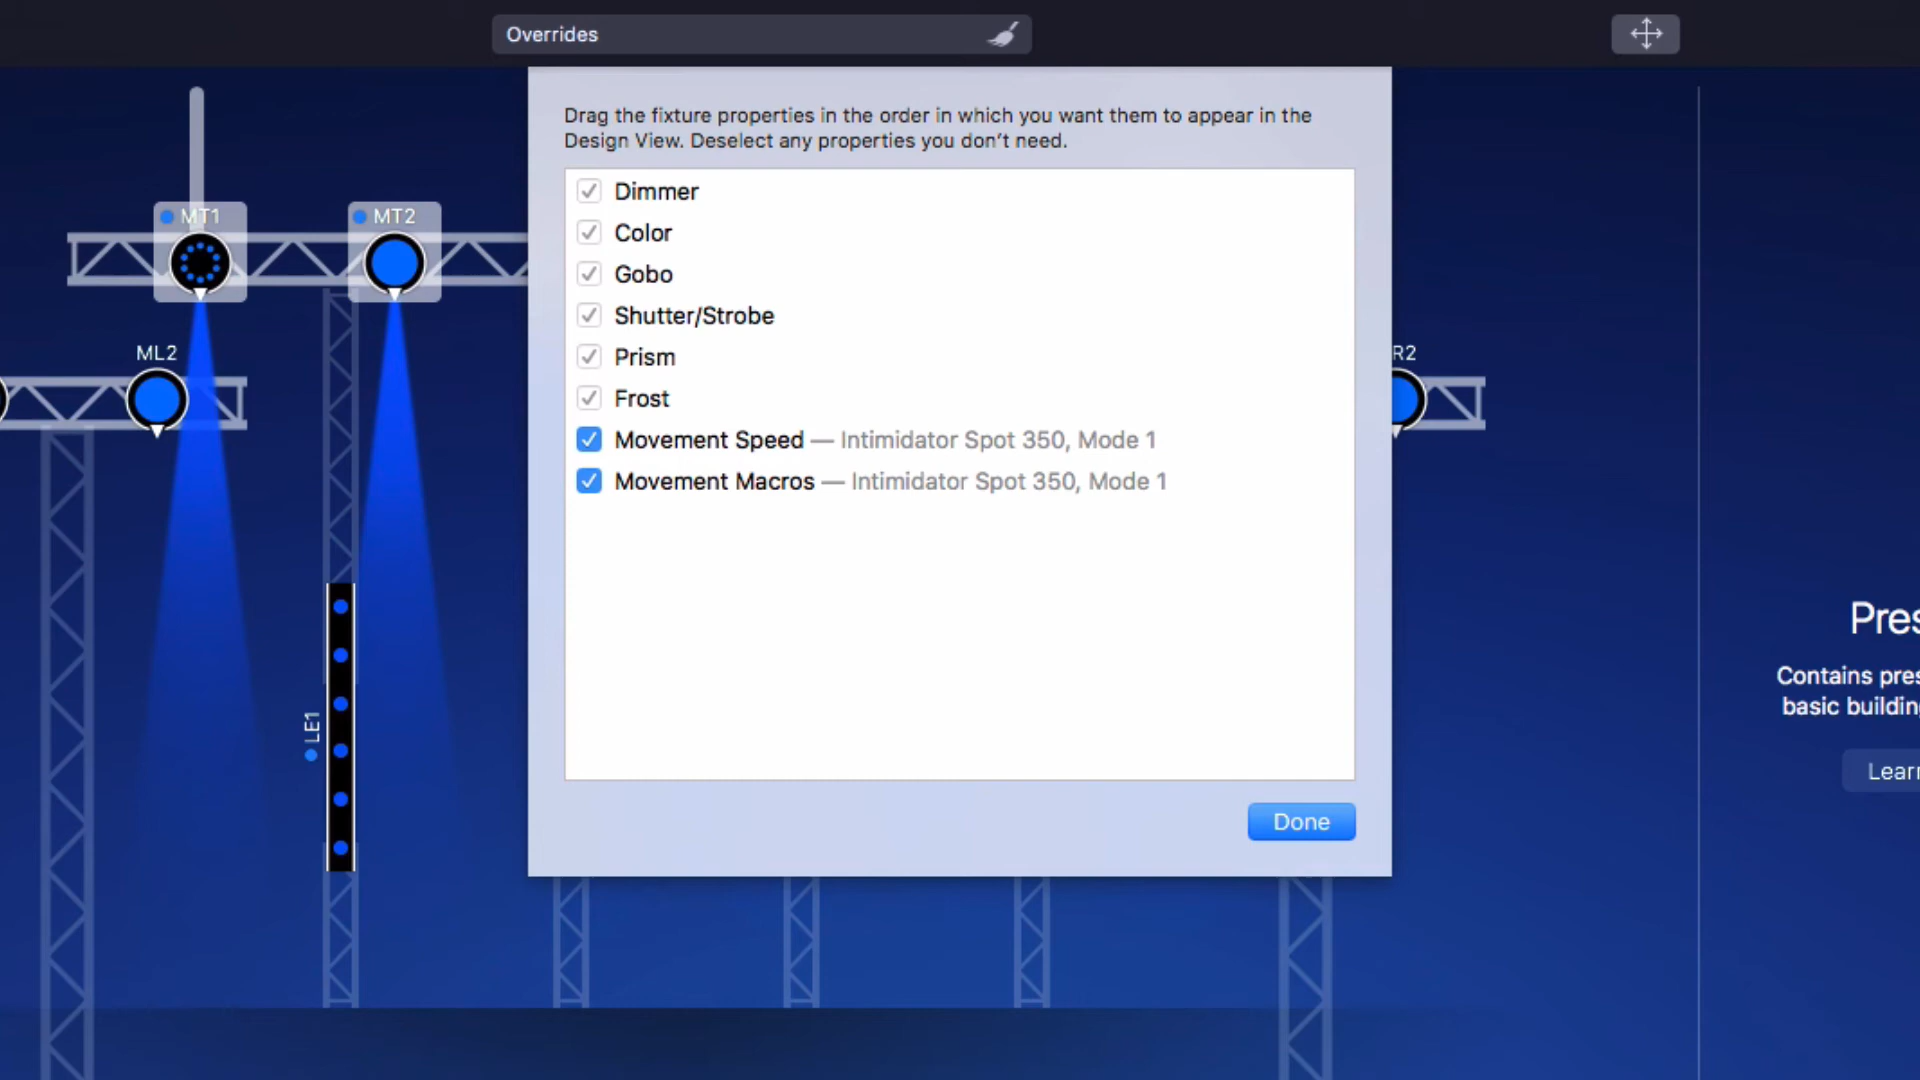 Overrides
Drag the fixture properties in the order in which you want them to appear in the
Design View. Deselect any properties you don't need.
Dimmer
Color
Gobo
Shutter/Strobe
Prism
Frost
Movement Speed — Intimidator Spot 350, Mode 1
Movement Macros — Intimidator Spot 350, Mode 1
Done
MT1
MT2
ML2
R2
LE1
Pres
Contains pres
basic building
Learn